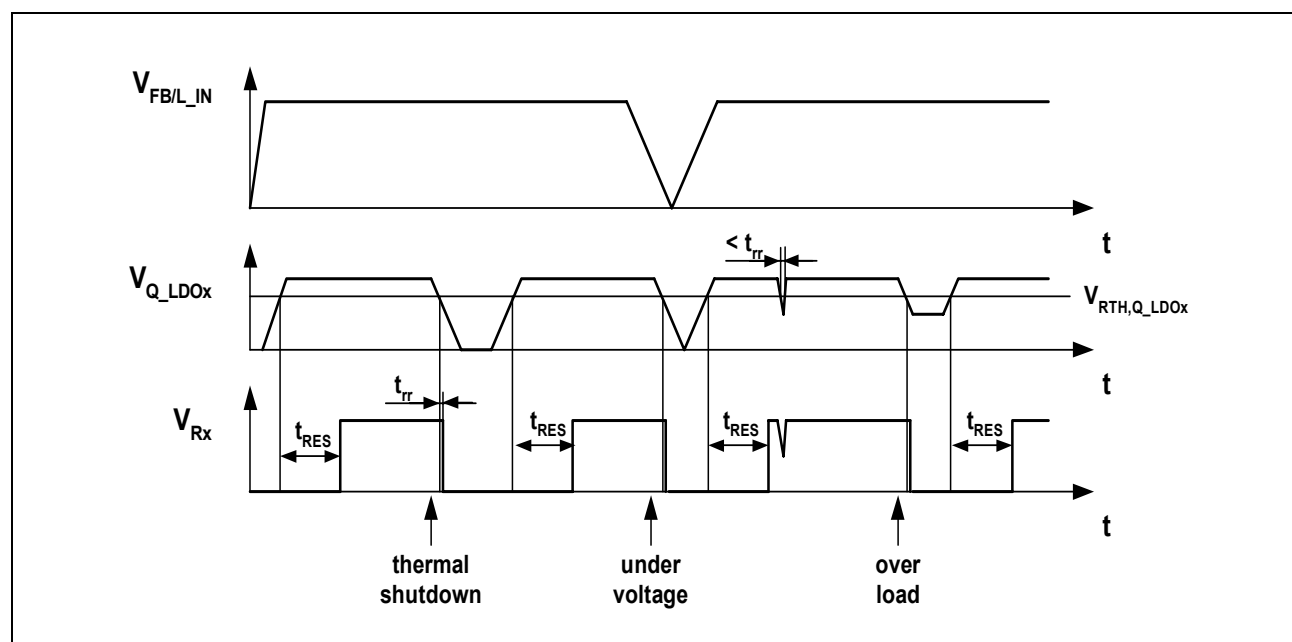 V_FB/L_IN
t
< t_rr
V_Q_LDOx
V_RTH,Q_LDOx
t
t_rr
V_Rx
t_RES
t_RES
t_RES
t_RES
t
thermal
shutdown
under
voltage
over
load